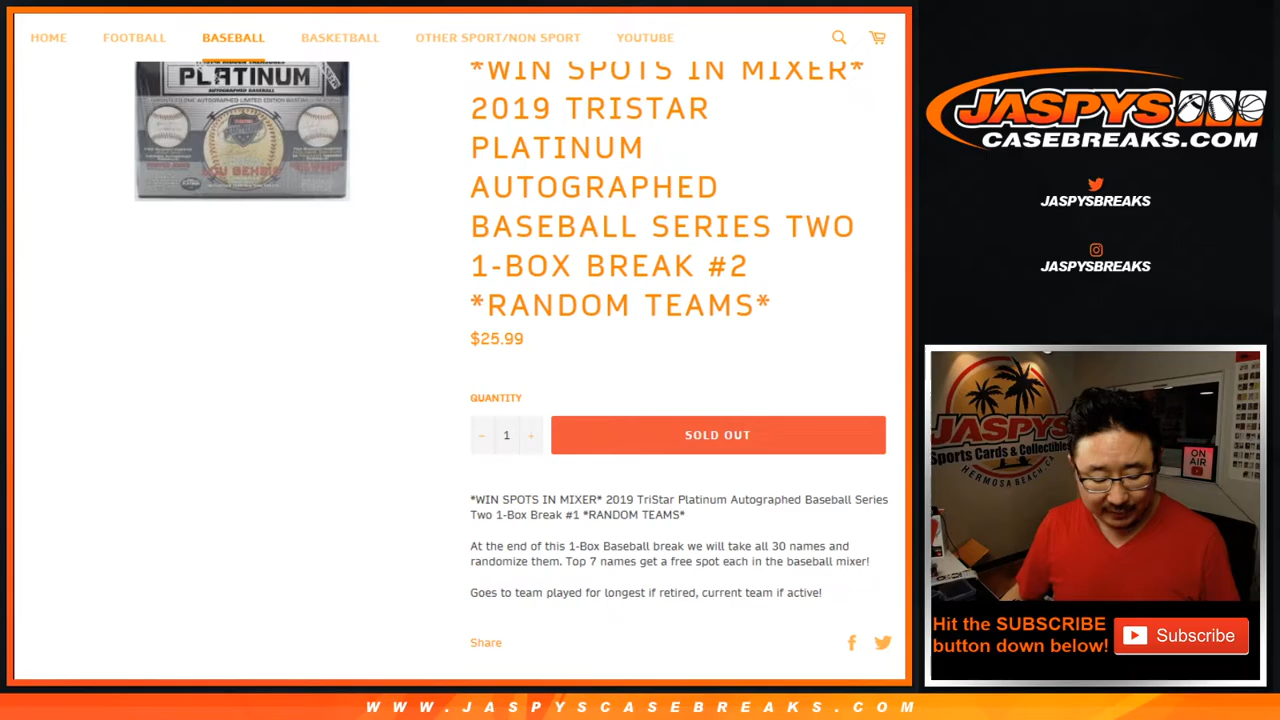 HOME FOOTBALL BASEBALL BASKETBALL OTHER SPORT/NON SPORT YOUTUBE
PLATINUM
AUTOGRAPHED BASEBALL
LOU GEHRIG
*WIN SPOTS IN MIXER*
2019 TRISTAR
PLATINUM
AUTOGRAPHED
BASEBALL SERIES TWO
1-BOX BREAK #2
*RANDOM TEAMS*
$25.99
QUANTITY
− 1 +
SOLD OUT
*WIN SPOTS IN MIXER* 2019 TriStar Platinum Autographed Baseball Series
Two 1-Box Break #1 *RANDOM TEAMS*
At the end of this 1-Box Baseball break we will take all 30 names and
randomize them. Top 7 names get a free spot each in the baseball mixer!
Goes to team played for longest if retired, current team if active!
Share
JASPYS
CASEBREAKS.COM
JASPYSBREAKS
JASPYSBREAKS
JASPYS
Sports Cards & Collectibles
HERMOSA BEACH, CA
ON
AIR
Hit the SUBSCRIBE
button down below!
Subscribe
WWW.JASPYSCASEBREAKS.COM